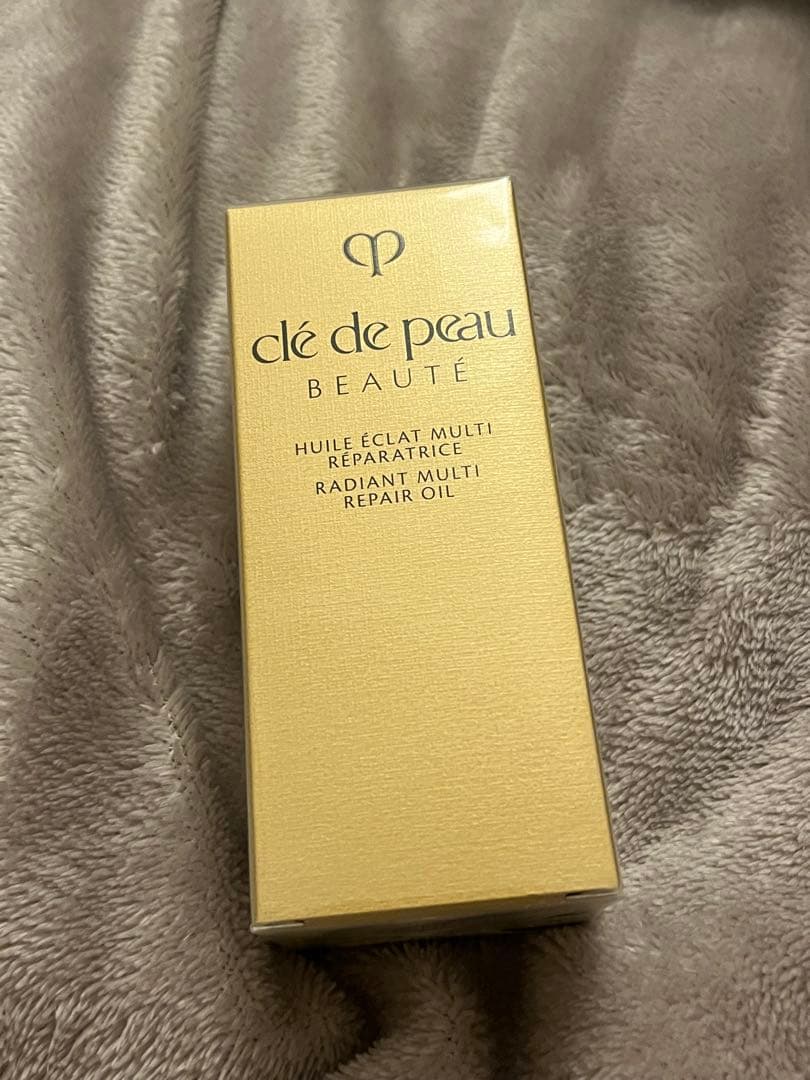 clé de peau
BEAUTÉ
HUILE ÉCLAT MULTI
RÉPARATRICE
RADIANT MULTI
REPAIR OIL